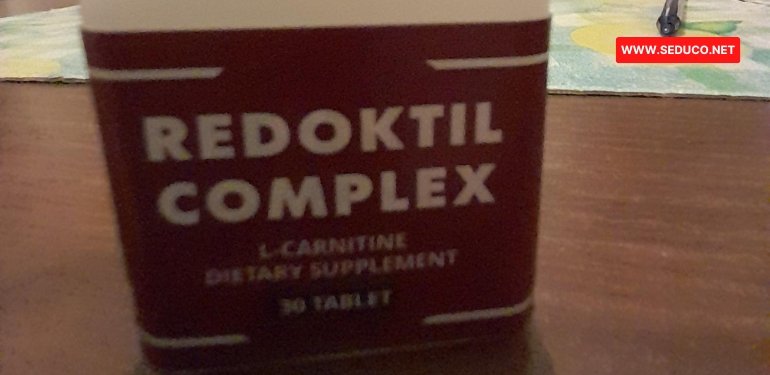 WWW.SEDUCO.NET
REDOKTIL
COMPLEX
L-CARNITINE
DIETARY SUPPLEMENT
30 TABLET